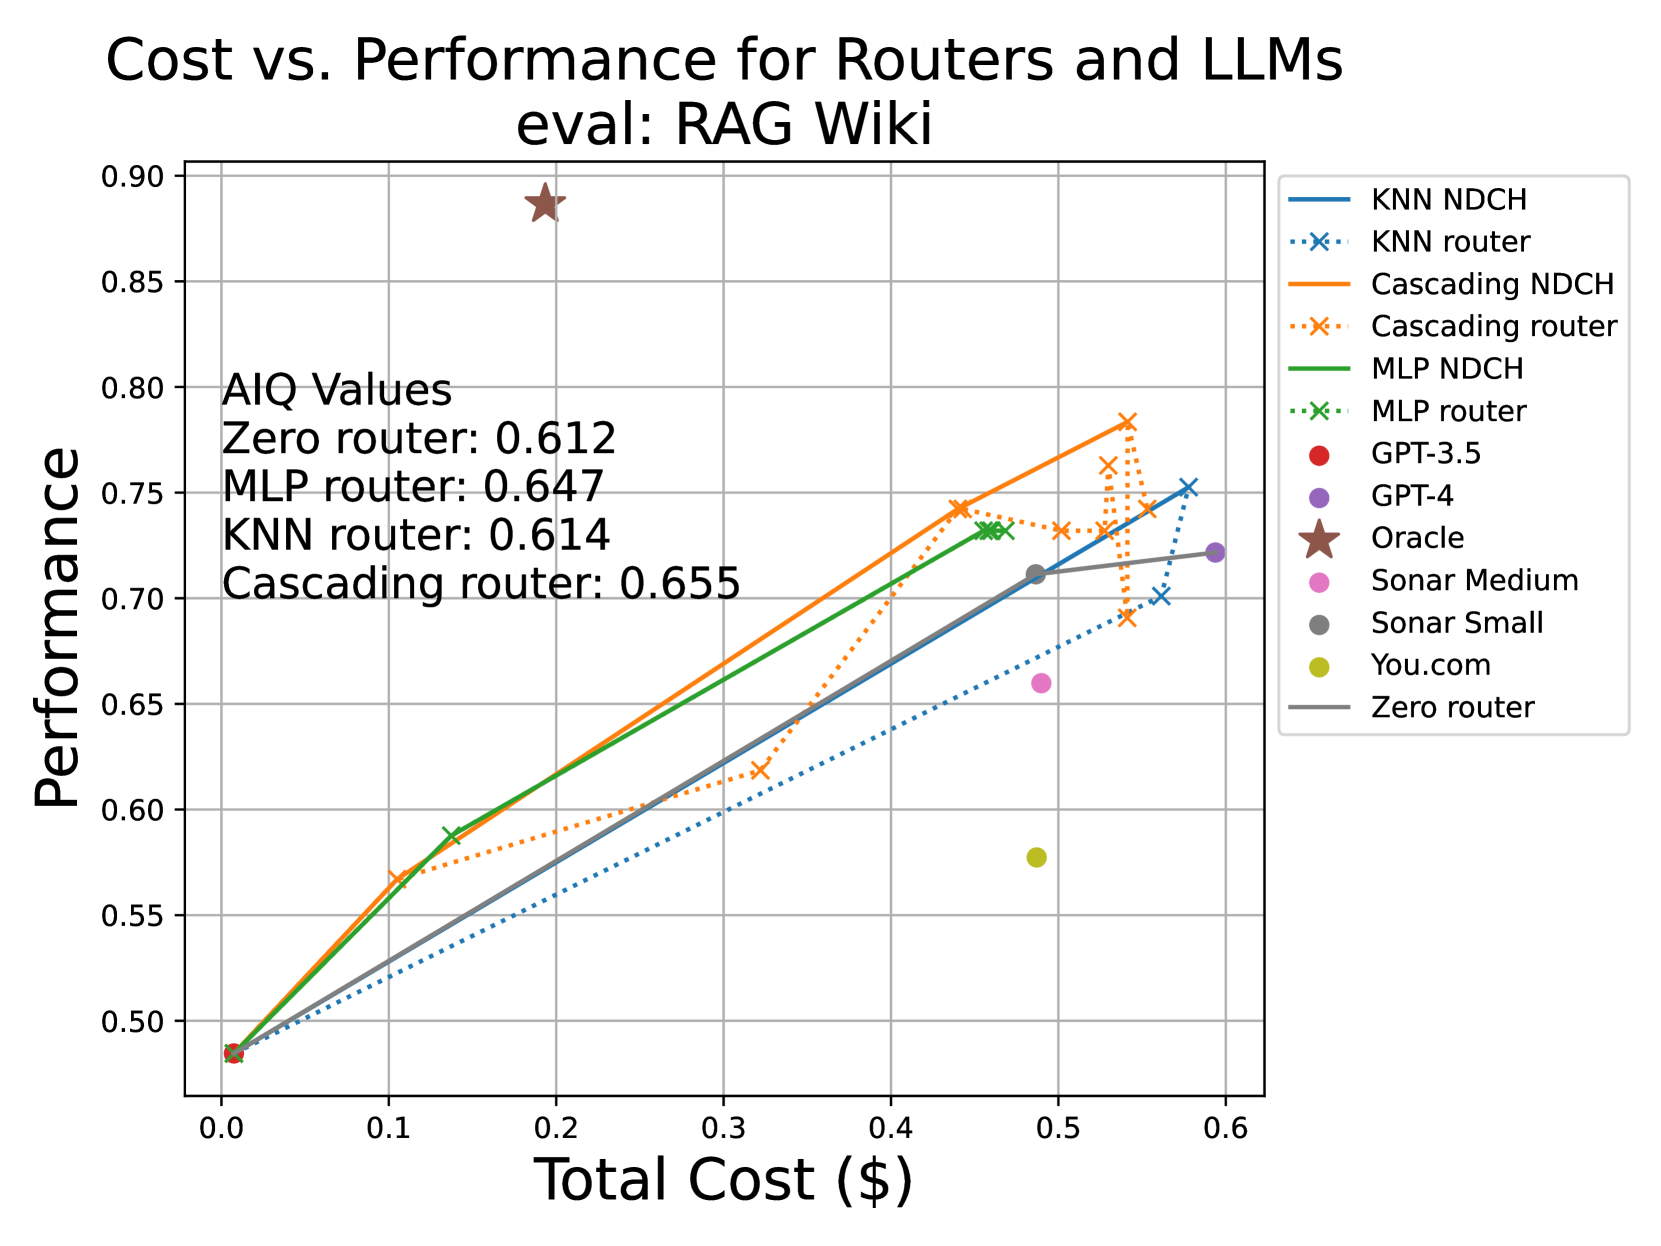 Cost vs. Performance for Routers and LLMs
eval: RAG Wiki
0.90
0.85
0.80
0.75
0.70
0.65
0.60
0.55
0.50
Performance
AIQ Values
Zero router: 0.612
MLP router: 0.647
KNN router: 0.614
Cascading router: 0.655
0.0 0.1 0.2 0.3 0.4 0.5 0.6
Total Cost ($)
KNN NDCH
KNN router
Cascading NDCH
Cascading router
MLP NDCH
MLP router
GPT-3.5
GPT-4
Oracle
Sonar Medium
Sonar Small
You.com
Zero router